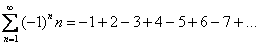 ∞
∑ (−1)ⁿ n = −1 + 2 − 3 + 4 − 5 + 6 − 7 + ...
n=1